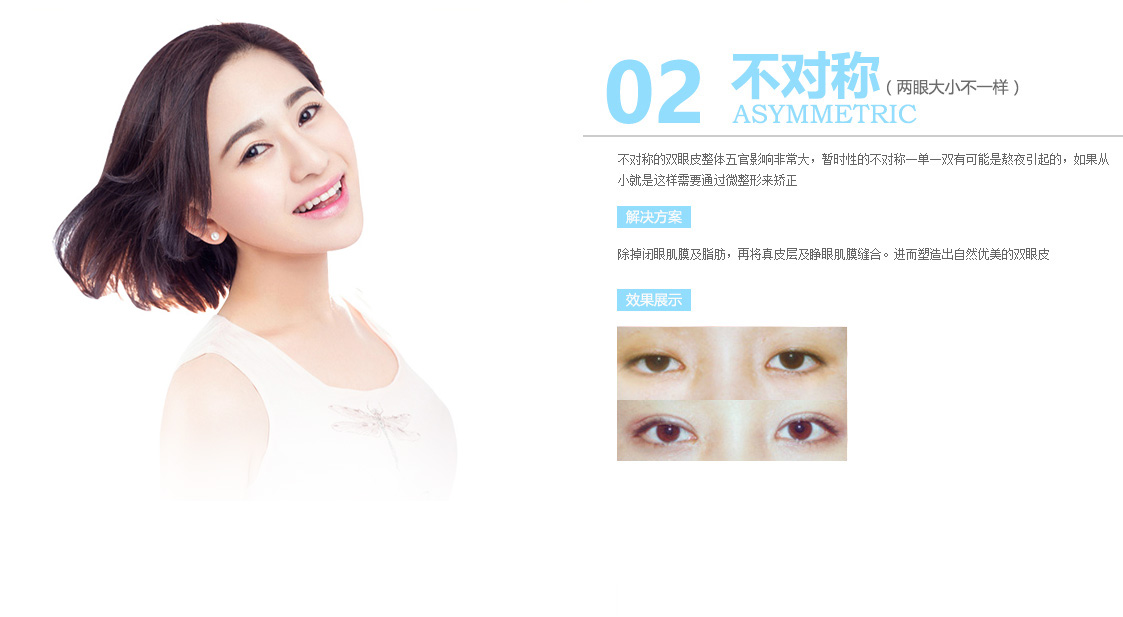 02 不对称（两眼大小不一样）
ASYMMETRIC
不对称的双眼皮整体五官影响非常大，暂时性的不对称一单一双有可能是熬夜引起的，如果从
小就是这样需要通过微整形来矫正
解决方案
除掉闭眼肌膜及脂肪，再将真皮层及睁眼肌膜缝合。进而塑造出自然优美的双眼皮
效果展示